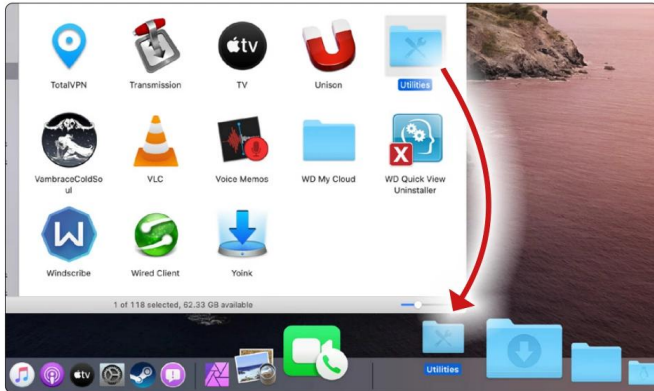 TotalVPN
Transmission
TV
Unison
Utilities
VambraceColdSo
ul
VLC
Voice Memos
WD My Cloud
WD Quick View
Uninstaller
Windscribe
Wired Client
Yoink
1 of 118 selected, 62.33 GB available
Utilities